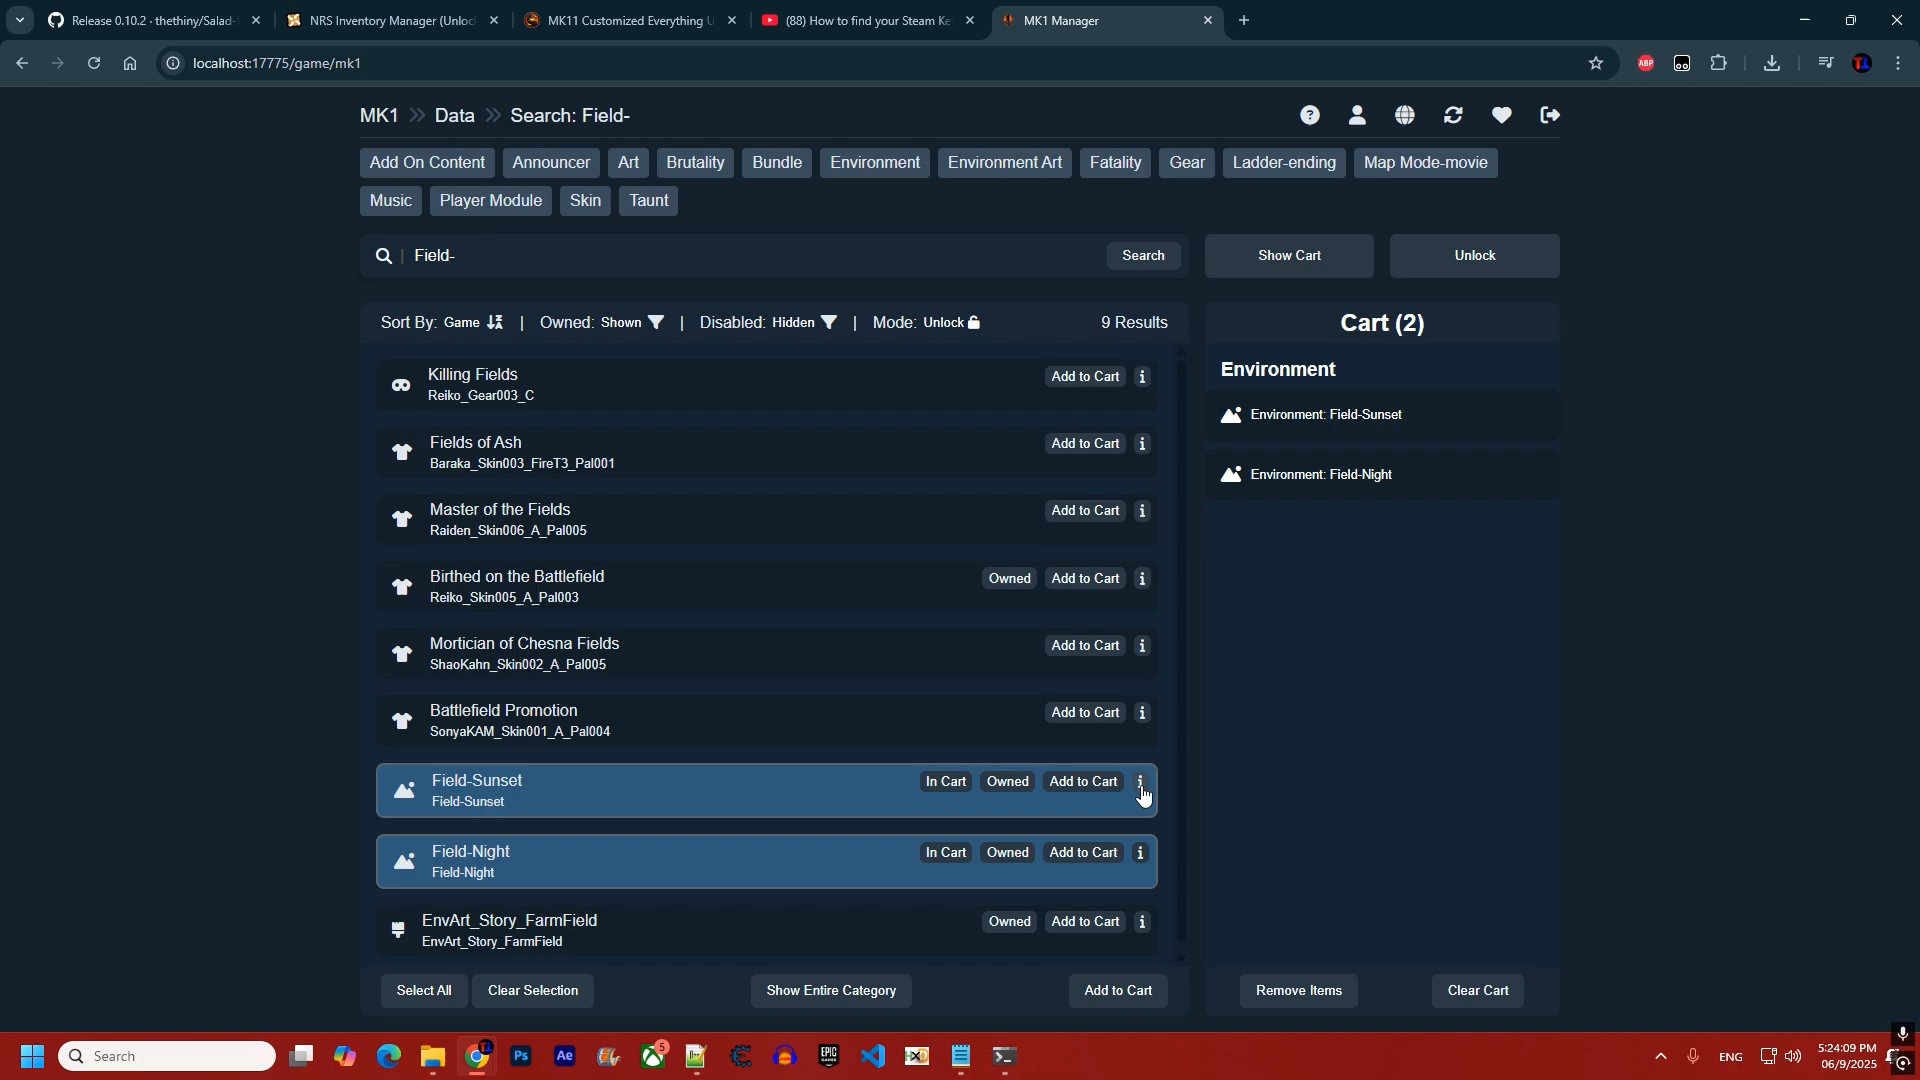 Release 0.10.2 · thethiny/Salad-
NRS Inventory Manager (Unloc
MK11 Customized Everything U
(88) How to find your Steam Ke
MK1 Manager
localhost:17775/game/mk1
ABP
MK1 >> Data >> Search: Field-
Add On Content Announcer Art Brutality Bundle Environment Environment Art Fatality Gear Ladder-ending Map Mode-movie
Music Player Module Skin Taunt
Field- Search Show Cart Unlock
Sort By: Game | Owned: Shown | Disabled: Hidden | Mode: Unlock 9 Results
Cart (2)
Killing Fields Add to Cart i
Reiko_Gear003_C
Environment
Environment: Field-Sunset
Environment: Field-Night
Fields of Ash Add to Cart i
Baraka_Skin003_FireT3_Pal001
Master of the Fields Add to Cart i
Raiden_Skin006_A_Pal005
Birthed on the Battlefield Owned Add to Cart i
Reiko_Skin005_A_Pal003
Mortician of Chesna Fields Add to Cart i
ShaoKahn_Skin002_A_Pal005
Battlefield Promotion Add to Cart i
SonyaKAM_Skin001_A_Pal004
Field-Sunset In Cart Owned Add to Cart i
Field-Sunset
Field-Night In Cart Owned Add to Cart i
Field-Night
EnvArt_Story_FarmField Owned Add to Cart i
EnvArt_Story_FarmField
Select All Clear Selection Show Entire Category Add to Cart Remove Items Clear Cart
Search
Ps
Ae
5
EPIC
GAMES
ENG
5:24:09 PM
06/9/2025